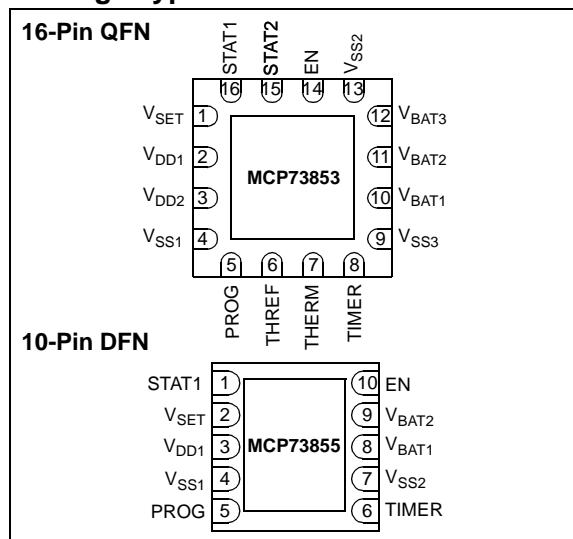 16-Pin QFN
STAT1
STAT2
EN
VSS2
16 15 14 13
VSET 1
VDD1 2
VDD2 3
VSS1 4
MCP73853
12 VBAT3
11 VBAT2
10 VBAT1
9 VSS3
5 6 7 8
PROG
THREF
THERM
TIMER
10-Pin DFN
STAT1 1
VSET 2
VDD1 3
VSS1 4
PROG 5
MCP73855
10 EN
9 VBAT2
8 VBAT1
7 VSS2
6 TIMER